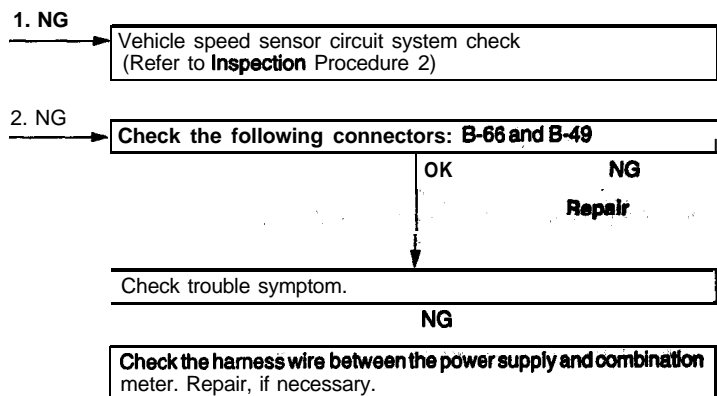 1. NG
Vehicle speed sensor circuit system check
(Refer to Inspection Procedure 2)
2. NG
Check the following connectors: B-66 and B-49
OK NG
Repair
Check trouble symptom.
NG
Check the harness wire between the power supply and combination
meter. Repair, if necessary.